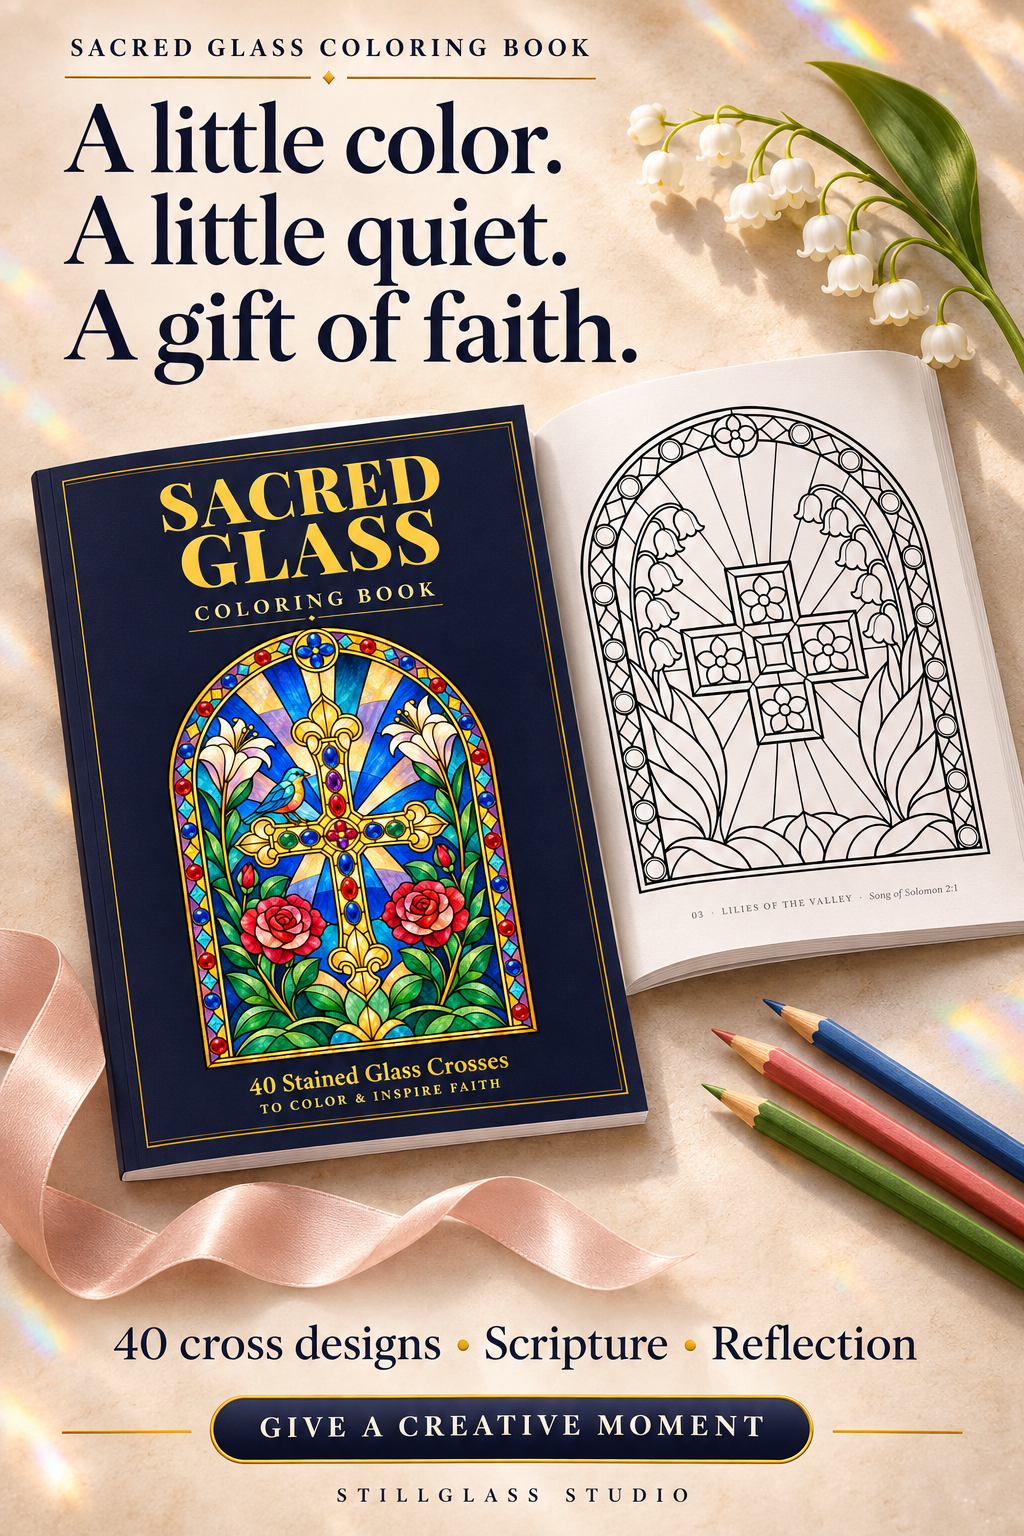 SACRED GLASS COLORING BOOK
A little color.
A little quiet.
A gift of faith.
SACRED
GLASS
COLORING BOOK
40 Stained Glass Crosses
TO COLOR & INSPIRE FAITH
03 · LILIES OF THE VALLEY · Song of Solomon 2:1
40 cross designs • Scripture • Reflection
GIVE A CREATIVE MOMENT
STILLGLASS STUDIO